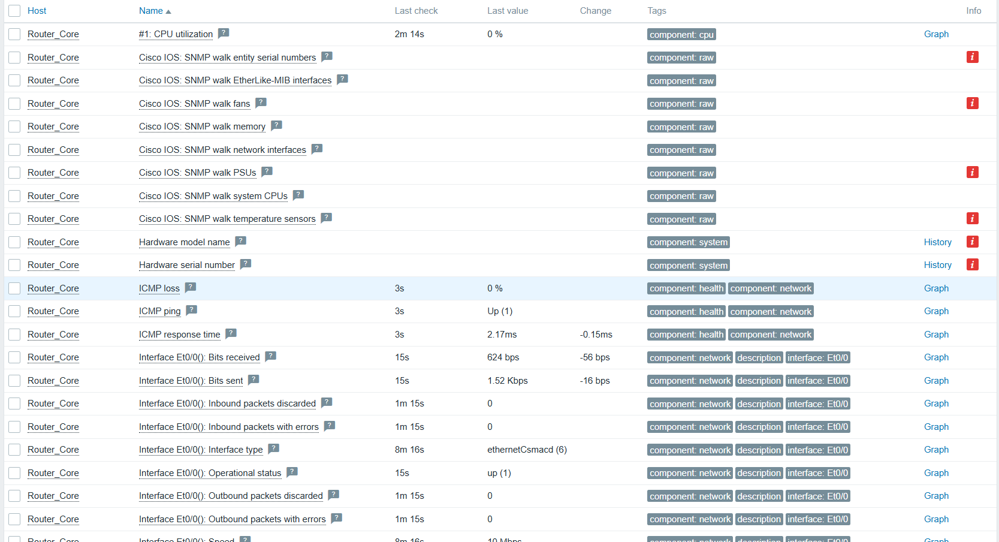 Host Name Last check Last value Change Tags Info
Router_Core #1: CPU utilization ? 2m 14s 0 % component: cpu Graph
Router_Core Cisco IOS: SNMP walk entity serial numbers ? component: raw i
Router_Core Cisco IOS: SNMP walk EtherLike-MIB interfaces ? component: raw
Router_Core Cisco IOS: SNMP walk fans ? component: raw i
Router_Core Cisco IOS: SNMP walk memory ? component: raw
Router_Core Cisco IOS: SNMP walk network interfaces ? component: raw
Router_Core Cisco IOS: SNMP walk PSUs ? component: raw i
Router_Core Cisco IOS: SNMP walk system CPUs ? component: raw
Router_Core Cisco IOS: SNMP walk temperature sensors ? component: raw i
Router_Core Hardware model name ? component: system History i
Router_Core Hardware serial number ? component: system History i
Router_Core ICMP loss ? 3s 0 % component: health component: network Graph
Router_Core ICMP ping ? 3s Up (1) component: health component: network Graph
Router_Core ICMP response time ? 3s 2.17ms -0.15ms component: health component: network Graph
Router_Core Interface Et0/0(): Bits received ? 15s 624 bps -56 bps component: network description interface: Et0/0 Graph
Router_Core Interface Et0/0(): Bits sent ? 15s 1.52 Kbps -16 bps component: network description interface: Et0/0 Graph
Router_Core Interface Et0/0(): Inbound packets discarded ? 1m 15s 0 component: network description interface: Et0/0 Graph
Router_Core Interface Et0/0(): Inbound packets with errors ? 1m 15s 0 component: network description interface: Et0/0 Graph
Router_Core Interface Et0/0(): Interface type ? 8m 16s ethernetCsmacd (6) component: network description interface: Et0/0 Graph
Router_Core Interface Et0/0(): Operational status ? 15s up (1) component: network description interface: Et0/0 Graph
Router_Core Interface Et0/0(): Outbound packets discarded ? 1m 15s 0 component: network description interface: Et0/0 Graph
Router_Core Interface Et0/0(): Outbound packets with errors ? 1m 15s 0 component: network description interface: Et0/0 Graph
Router_Core Interface Et0/0(): Speed ? 8m 16s 10 Mbps component: network description interface: Et0/0 Graph